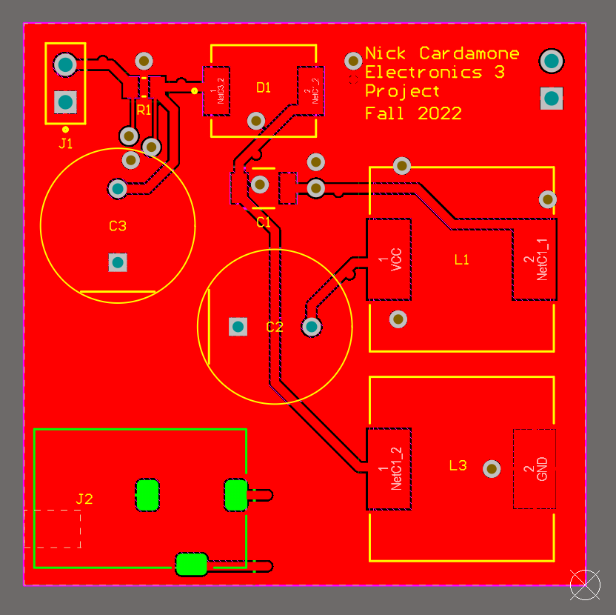 Nick Cardamone
Electronics 3
Project
Fall 2022
D1
1
NetC1_2
R1
J1
C3
C1
1
VCC
L1
2
NetC1_1
C2
1
NetC1_2
L3
2
GND
J2